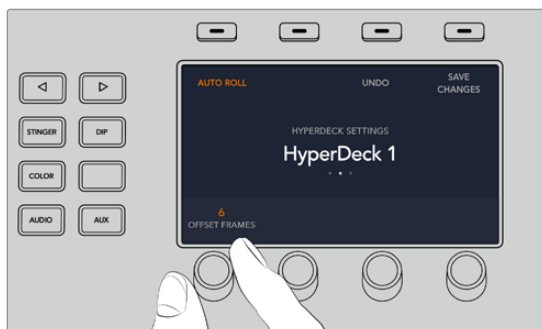 AUTO ROLL
UNDO
SAVE
CHANGES
HYPERDECK SETTINGS
HyperDeck 1
STINGER
DIP
COLOR
AUDIO
AUX
6
OFFSET FRAMES